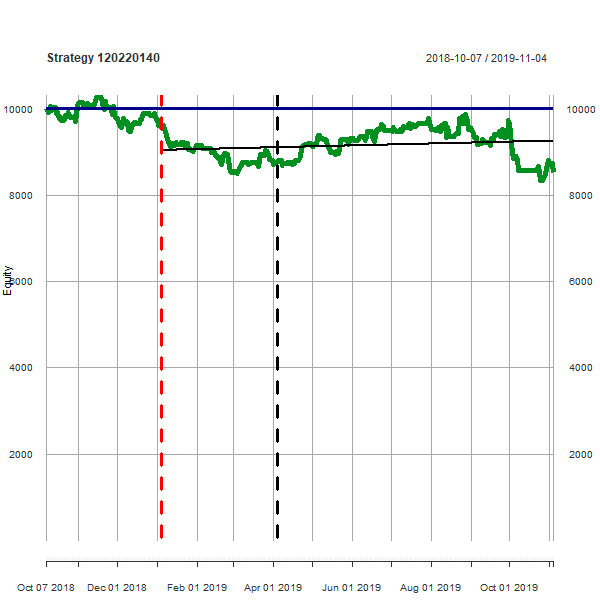 Strategy 120220140
2018-10-07 / 2019-11-04
10000
10000
8000
8000
Equity
6000
6000
4000
4000
2000
2000
Oct 07 2018
Dec 01 2018
Feb 01 2019
Apr 01 2019
Jun 01 2019
Aug 01 2019
Oct 01 2019